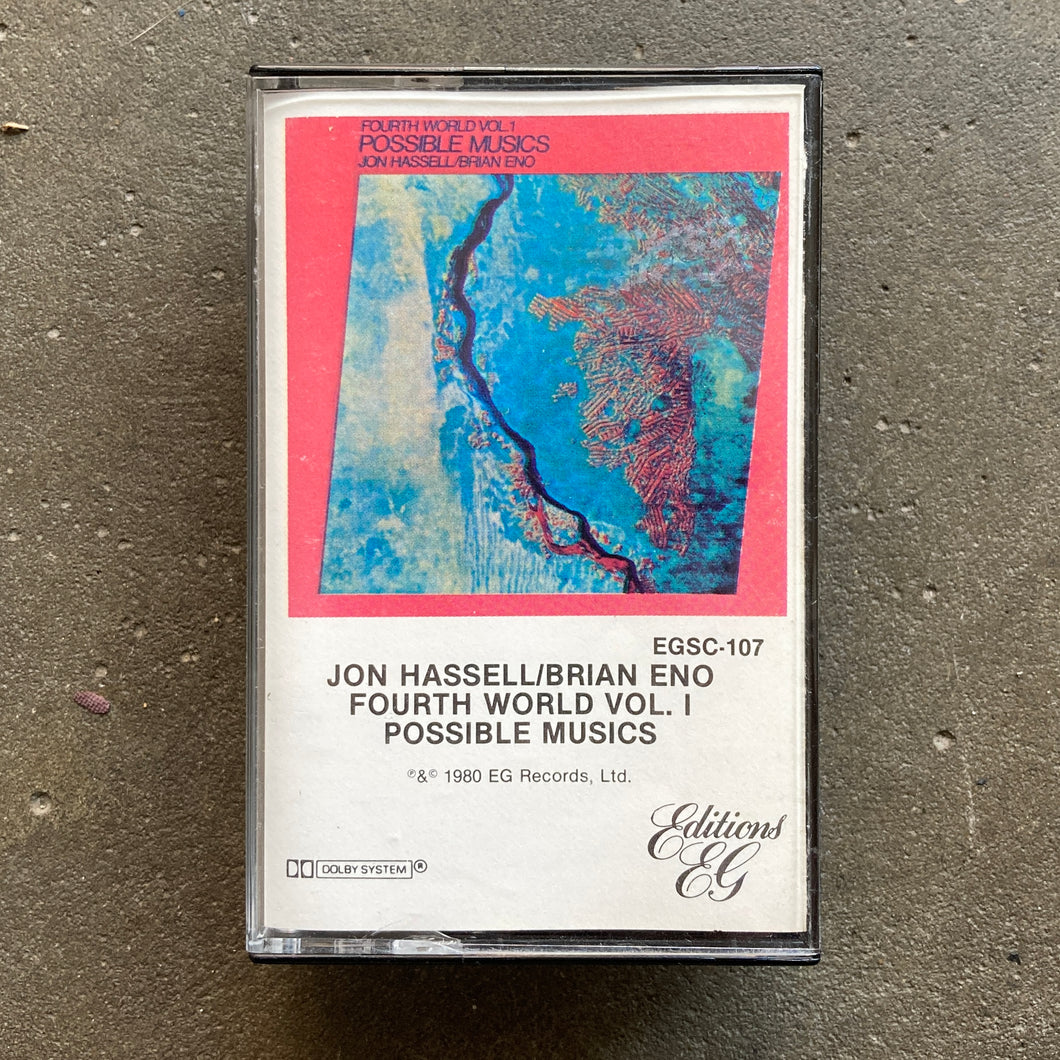 FOURTH WORLD VOL.1
POSSIBLE MUSICS
JON HASSELL/BRIAN ENO
EGSC-107
JON HASSELL/BRIAN ENO
FOURTH WORLD VOL. I
POSSIBLE MUSICS
℗&© 1980 EG Records, Ltd.
Editions
EG
DOLBY SYSTEM®